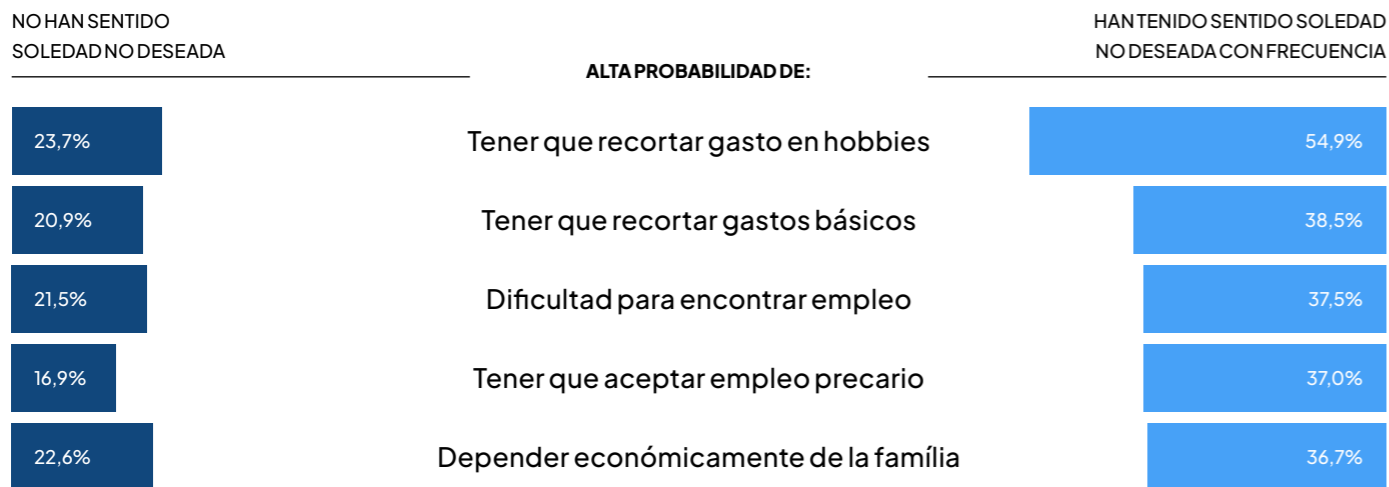 NO HAN SENTIDO
SOLEDAD NO DESEADA
HAN TENIDO SENTIDO SOLEDAD
NO DESEADA CON FRECUENCIA
ALTA PROBABILIDAD DE:
23,7%
Tener que recortar gasto en hobbies
54,9%
20,9%
Tener que recortar gastos básicos
38,5%
21,5%
Dificultad para encontrar empleo
37,5%
16,9%
Tener que aceptar empleo precario
37,0%
22,6%
Depender económicamente de la família
36,7%